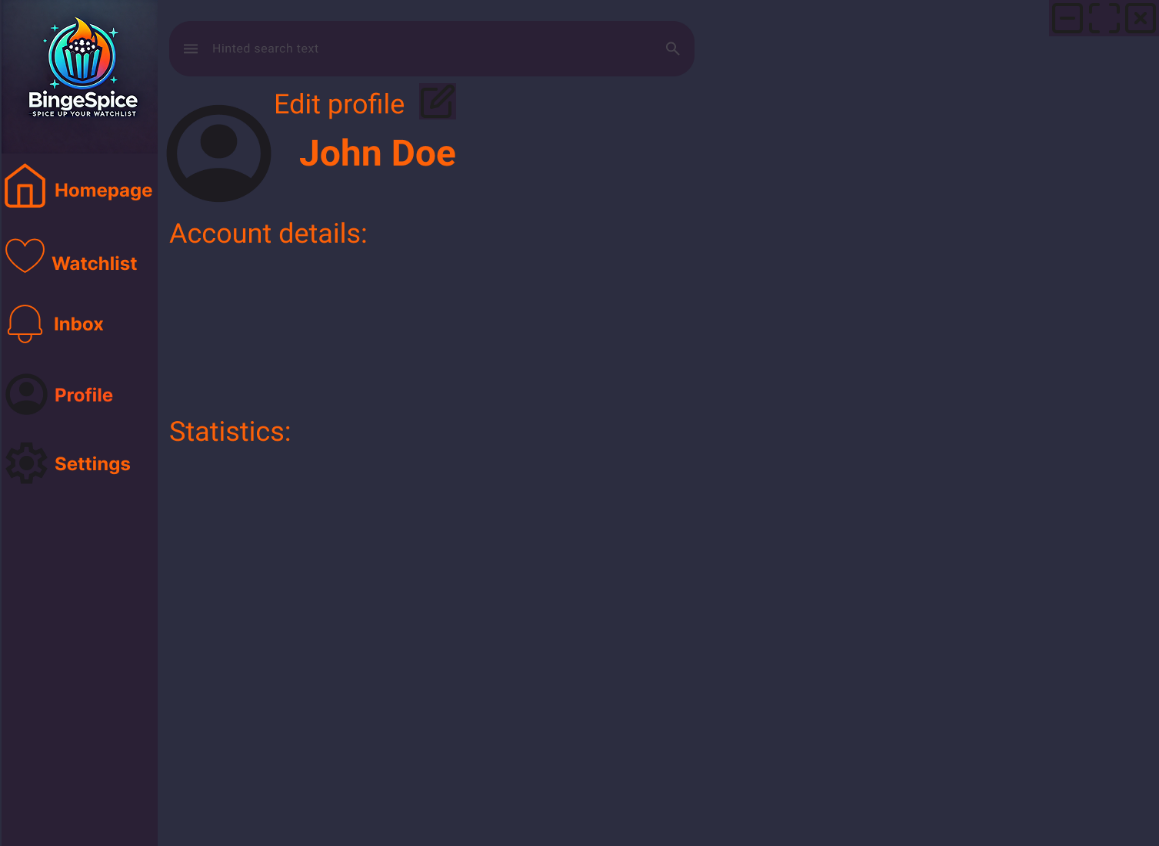 BingeSpice
SPICE UP YOUR WATCHLIST
Homepage
Watchlist
Inbox
Profile
Settings
Hinted search text
Edit profile
John Doe
Account details:
Statistics: